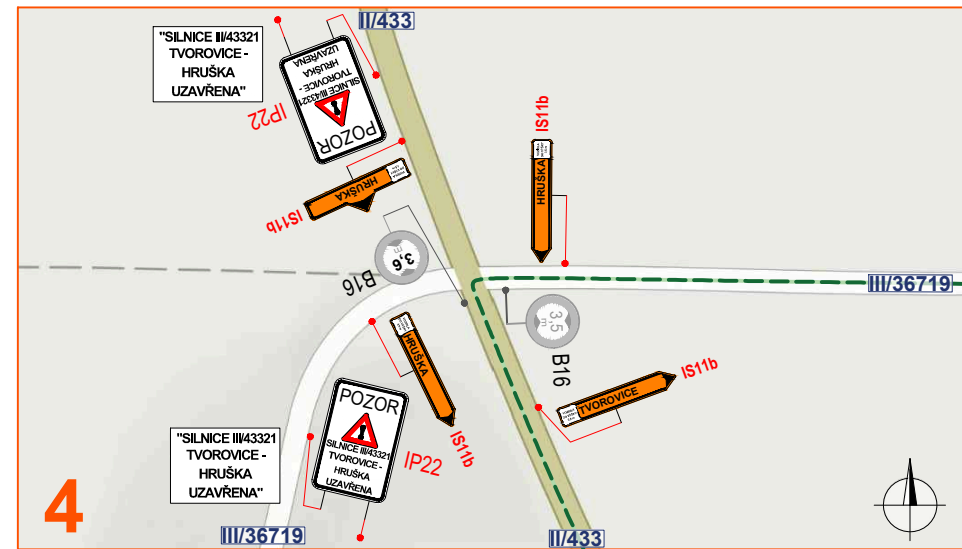 II/433
"SILNICE III/43321
TVOROVICE -
HRUŠKA
UZAVŘENA"
POZOR
SILNICE III/43321
TVOROVICE -
HRUŠKA
UZAVŘENA
IP22
HRUŠKA
IS11b
HRUŠKA
IS11b
3,6
m
B16
3,5
m
B16
III/36719
HRUŠKA
IS11b
TVOROVICE
IS11b
POZOR
SILNICE III/43321
TVOROVICE -
HRUŠKA
UZAVŘENA
IP22
"SILNICE III/43321
TVOROVICE -
HRUŠKA
UZAVŘENA"
4
III/36719
II/433